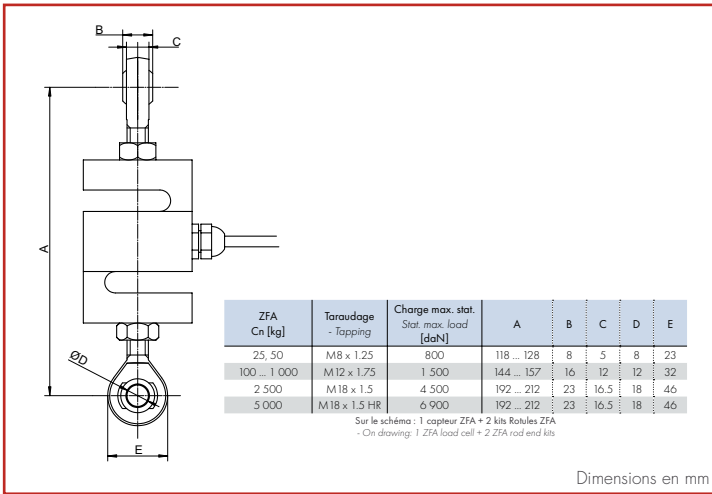 B
C
A
ØD
E
ZFA Cn [kg] | Taraudage - Tapping | Charge max. stat. Stat. max. load [daN] | A | B | C | D | E
25, 50 | M8 x 1.25 | 800 | 118 ... 128 | 8 | 5 | 8 | 23
100 ... 1 000 | M12 x 1.75 | 1 500 | 144 ... 157 | 16 | 12 | 12 | 32
2 500 | M18 x 1.5 | 4 500 | 192 ... 212 | 23 | 16.5 | 18 | 46
5 000 | M18 x 1.5 HR | 6 900 | 192 ... 212 | 23 | 16.5 | 18 | 46
Sur le schéma : 1 capteur ZFA + 2 kits Rotules ZFA
- On drawing: 1 ZFA load cell + 2 ZFA rod end kits
Dimensions en mm